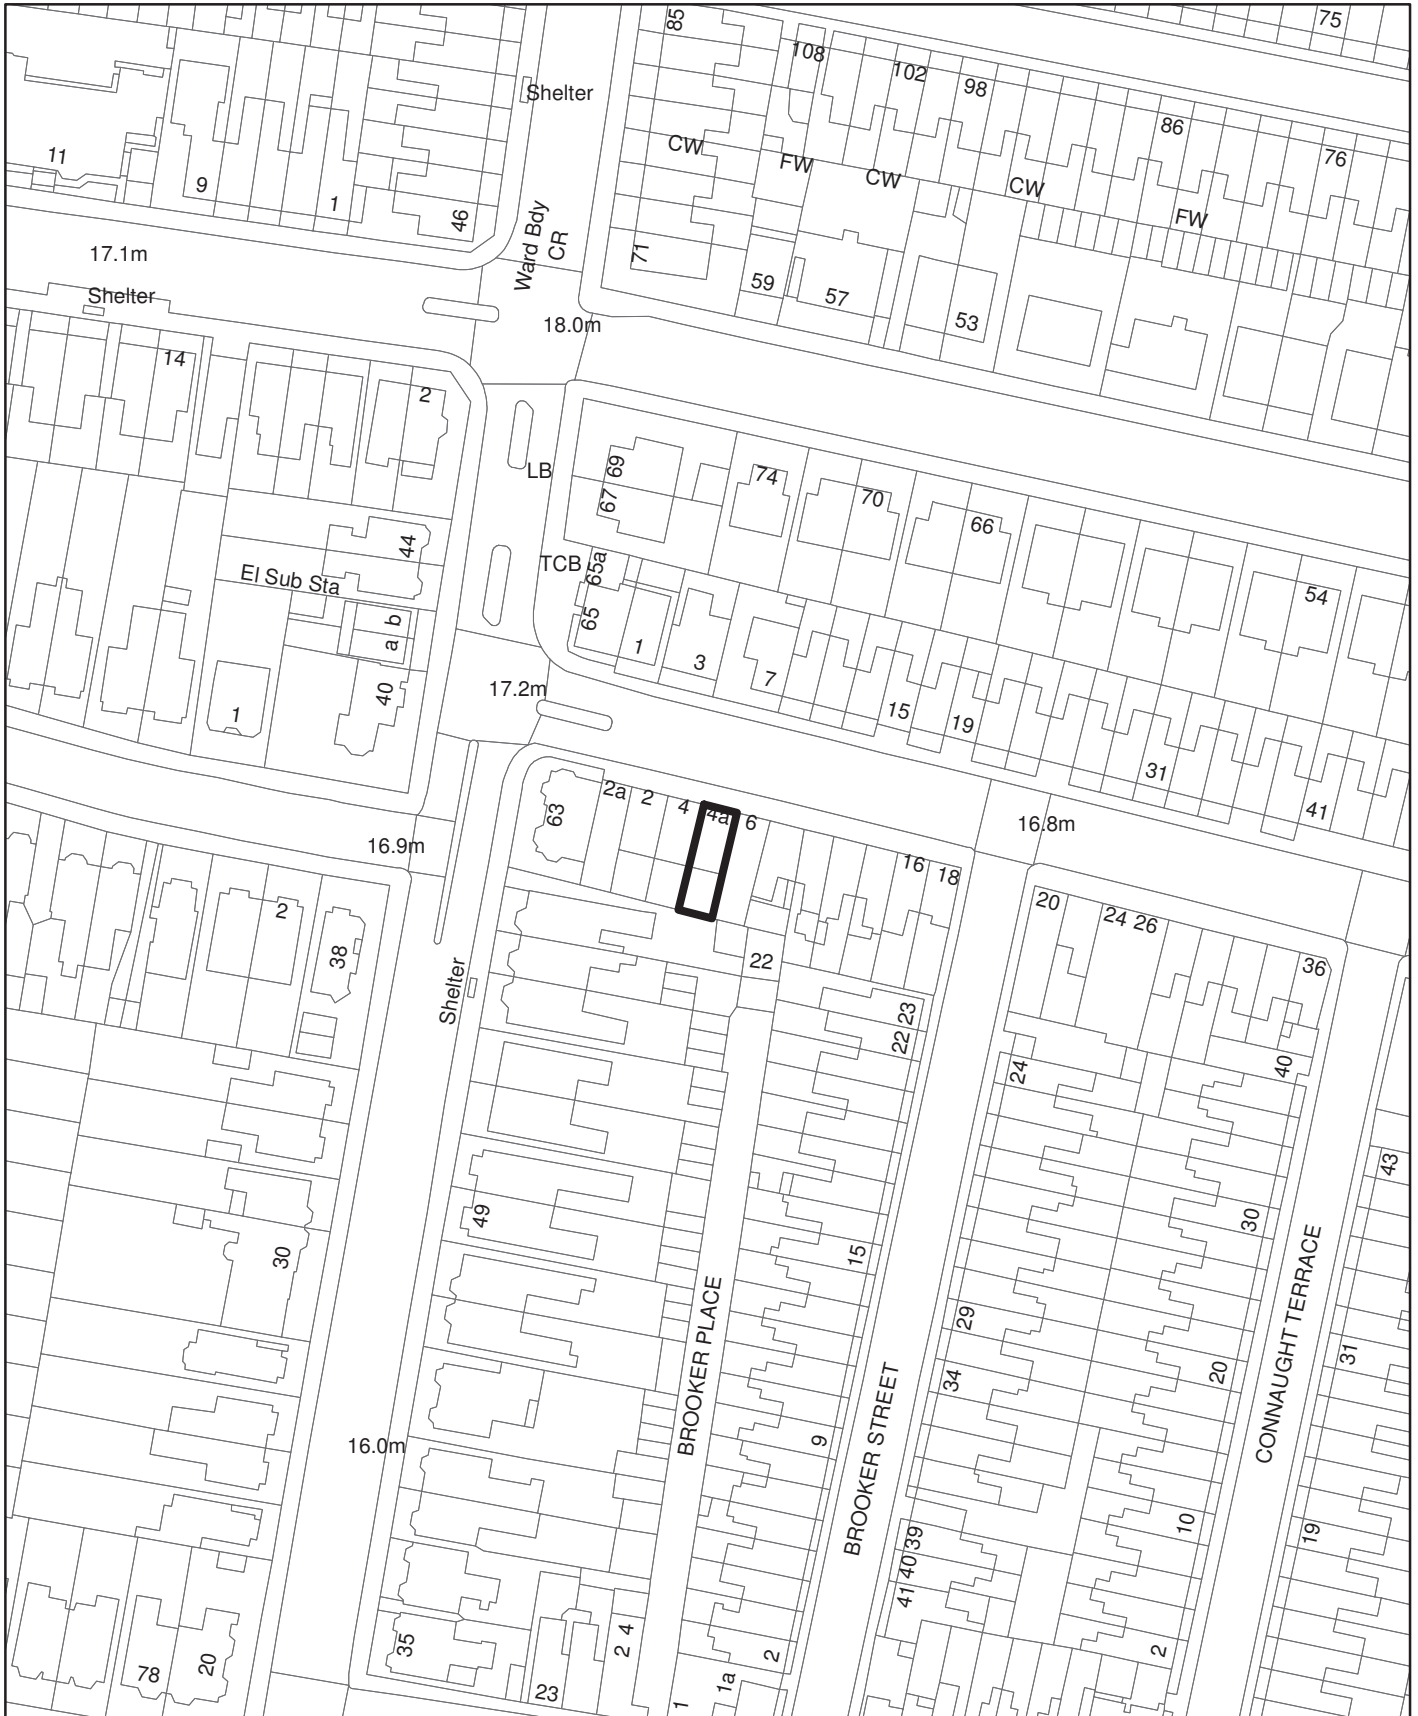 85
108
102
98
75
Shelter
86
76
CW
FW
CW
CW
FW
11
9
1
46
Ward Bdy
CR
71
59
57
53
17.1m
Shelter
18.0m
14
2
LB
69
67
74
70
66
54
44
El Sub Sta
TCB
65a
65
b
a
1
3
7
15
19
31
41
40
1
17.2m
63
2a
2
4
4a
6
16
18
16.8m
16.9m
20
24
26
36
2
38
Shelter
22
23
22
24
40
43
49
30
15
30
29
34
20
31
BROOKER PLACE
BROOKER STREET
CONNAUGHT TERRACE
16.0m
9
10
19
39
40
41
35
2
4
2
2
78
20
23
1
1a